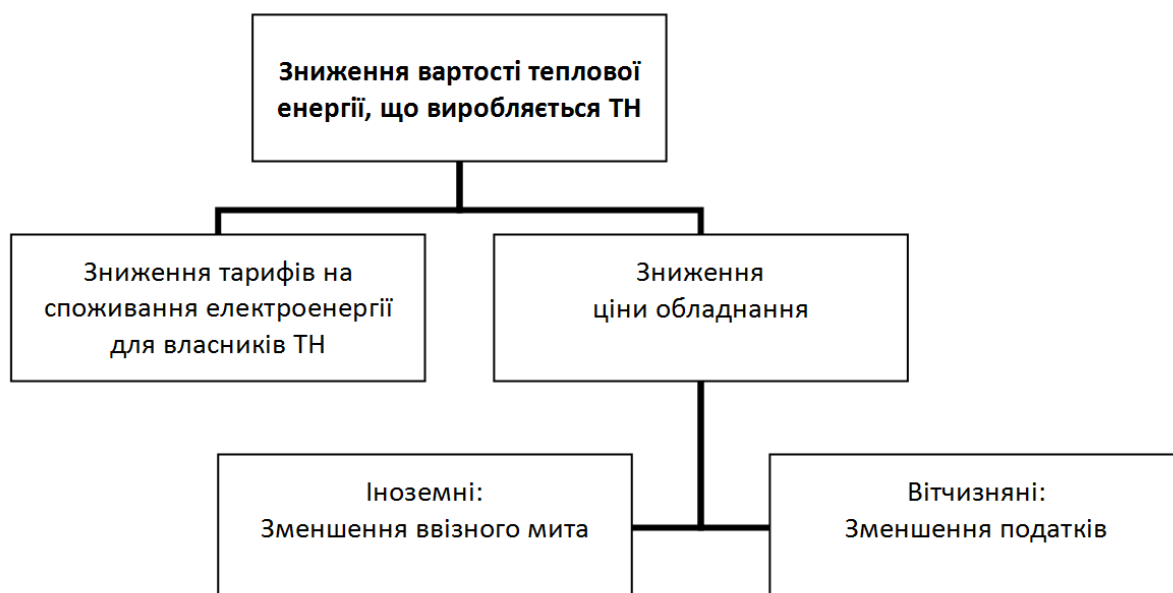 Зниження вартості теплової
енергії, що виробляється ТН
Зниження тарифів на
споживання електроенергії
для власників ТН
Зниження
ціни обладнання
Іноземні:
Зменшення ввізного мита
Вітчизняні:
Зменшення податків